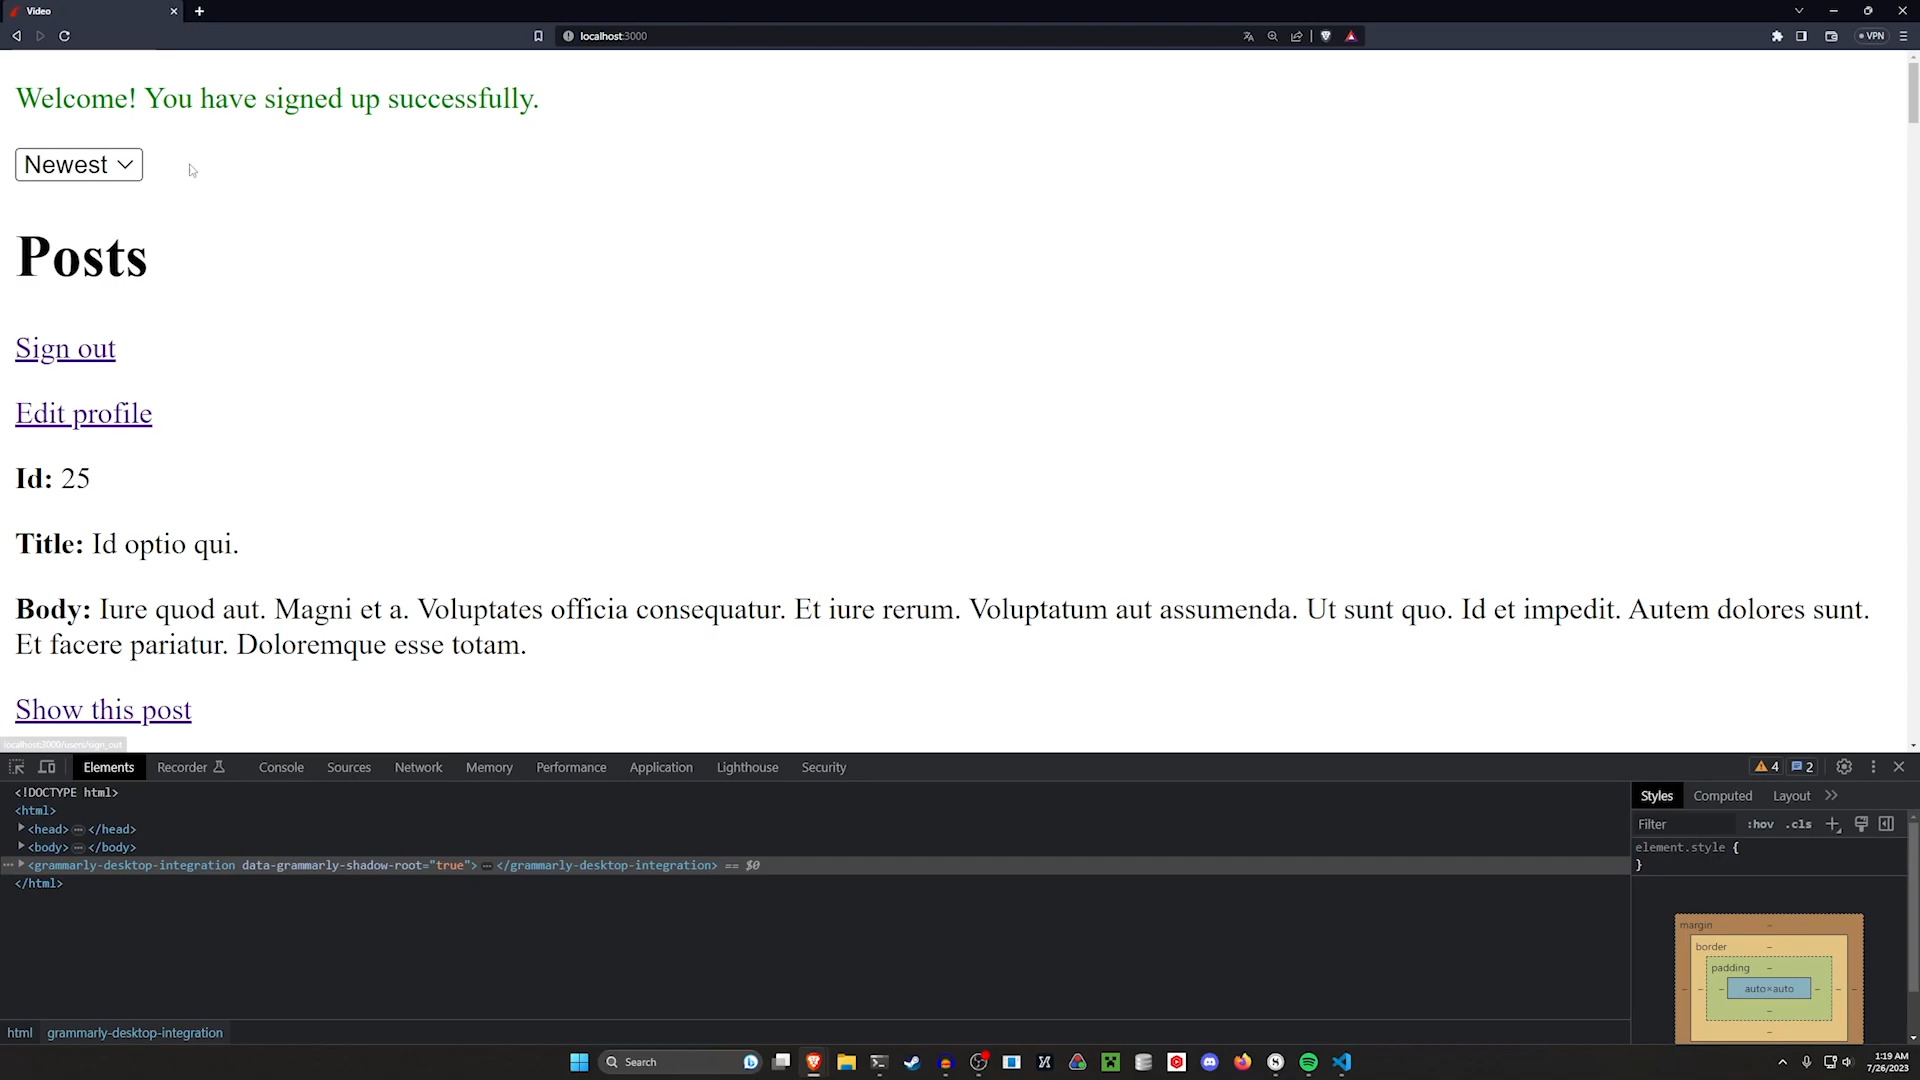 Video
localhost:3000
VPN
Welcome! You have signed up successfully.
Newest
Posts
Sign out
Edit profile
Id: 25
Title: Id optio qui.
Body: Iure quod aut. Magni et a. Voluptates officia consequatur. Et iure rerum. Voluptatum aut assumenda. Ut sunt quo. Id et impedit. Autem dolores sunt.
Et facere pariatur. Doloremque esse totam.
Show this post
localhost:3000/users/sign_out
Elements Recorder Console Sources Network Memory Performance Application Lighthouse Security 4 2
<!DOCTYPE html>
<html>
<head> … </head>
<body> … </body>
<grammarly-desktop-integration data-grammarly-shadow-root="true"> … </grammarly-desktop-integration> == $0
</html>
Styles Computed Layout
Filter :hov .cls
element.style {
}
margin –
border –
padding –
– – – auto×auto – – –
–
–
html grammarly-desktop-integration
Search
1:19 AM
7/26/2023